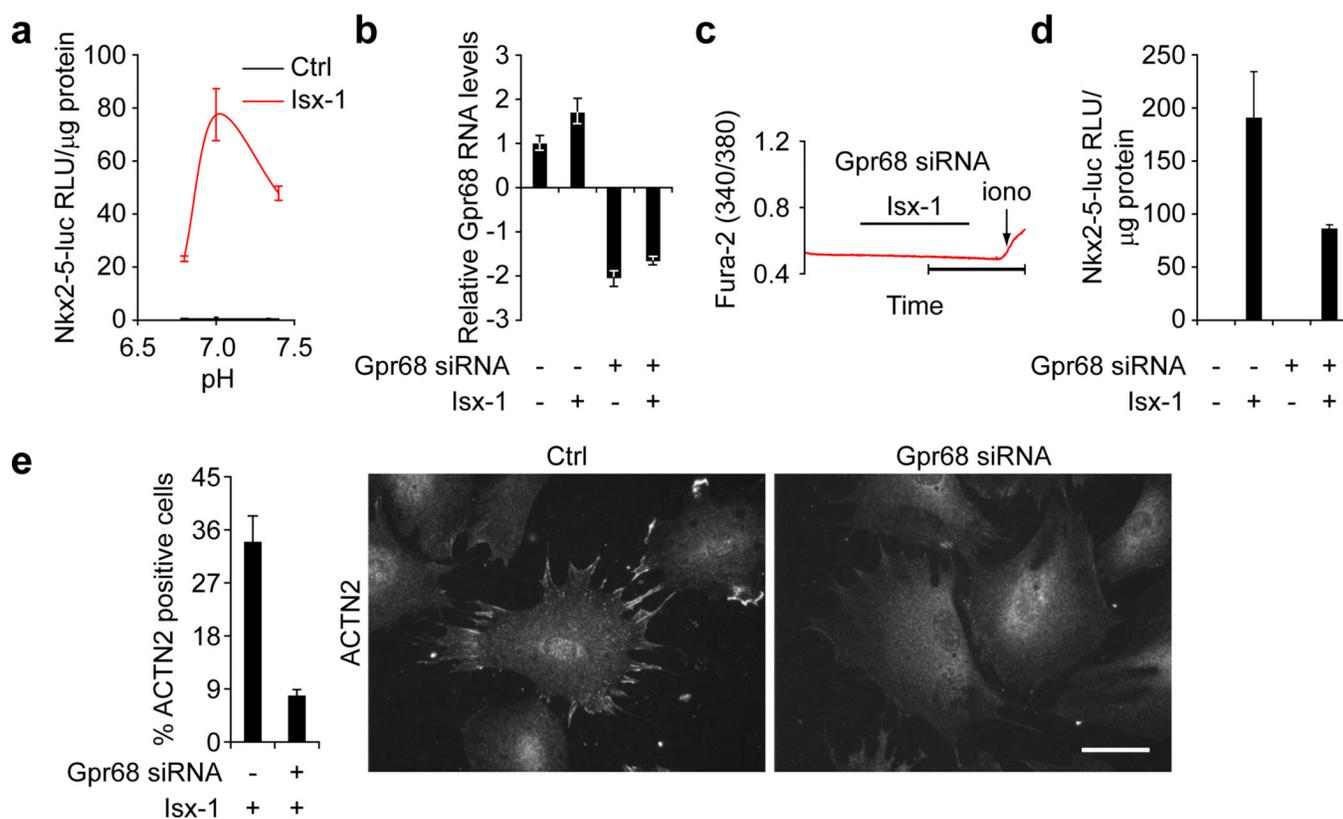 a
Nkx2-5-luc RLU/µg protein
100
80
60
40
20
0
6.5 7.0 7.5
pH
Ctrl
Isx-1
b
Relative Gpr68 RNA levels
3
2
1
0
-1
-2
-3
Gpr68 siRNA - - + +
Isx-1 - + - +
c
Fura-2 (340/380)
1.2
0.8
0.4
Gpr68 siRNA
Isx-1
iono
Time
d
Nkx2-5-luc RLU/
µg protein
250
200
150
100
50
0
Gpr68 siRNA - - + +
Isx-1 - + - +
e
% ACTN2 positive cells
45
36
27
18
9
0
Gpr68 siRNA - +
Isx-1 + +
Ctrl
Gpr68 siRNA
ACTN2